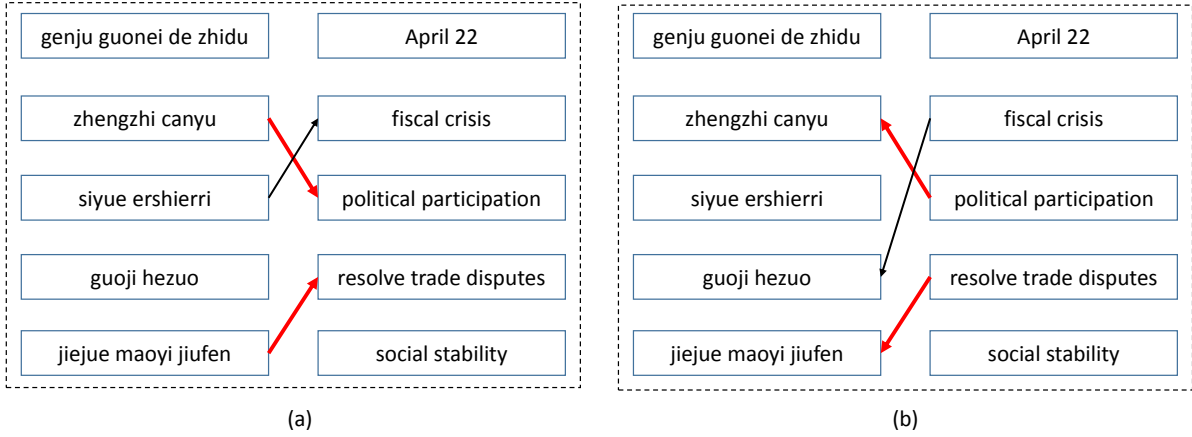 genju guonei de zhidu
April 22
zhengzhi canyu
fiscal crisis
siyue ershierri
political participation
guoji hezuo
resolve trade disputes
jiejue maoyi jiufen
social stability
(a)
genju guonei de zhidu
April 22
zhengzhi canyu
fiscal crisis
siyue ershierri
political participation
guoji hezuo
resolve trade disputes
jiejue maoyi jiufen
social stability
(b)